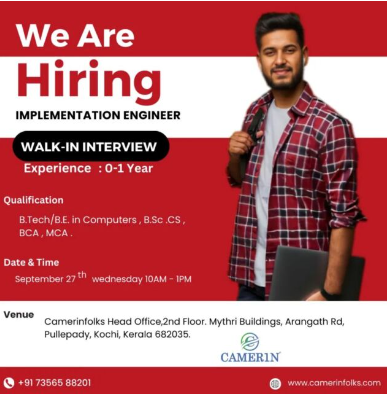 We Are
Hiring
IMPLEMENTATION ENGINEER
WALK-IN INTERVIEW
Experience : 0-1 Year
Qualification
B.Tech/B.E. in Computers , B.Sc .CS ,
BCA , MCA .
Date & Time
September 27 th wednesday 10AM - 1PM
Venue
Camerinfolks Head Office,2nd Floor. Mythri Buildings, Arangath Rd,
Pullepady, Kochi, Kerala 682035.
CAMERIN
+91 73565 88201
www.camerinfolks.com